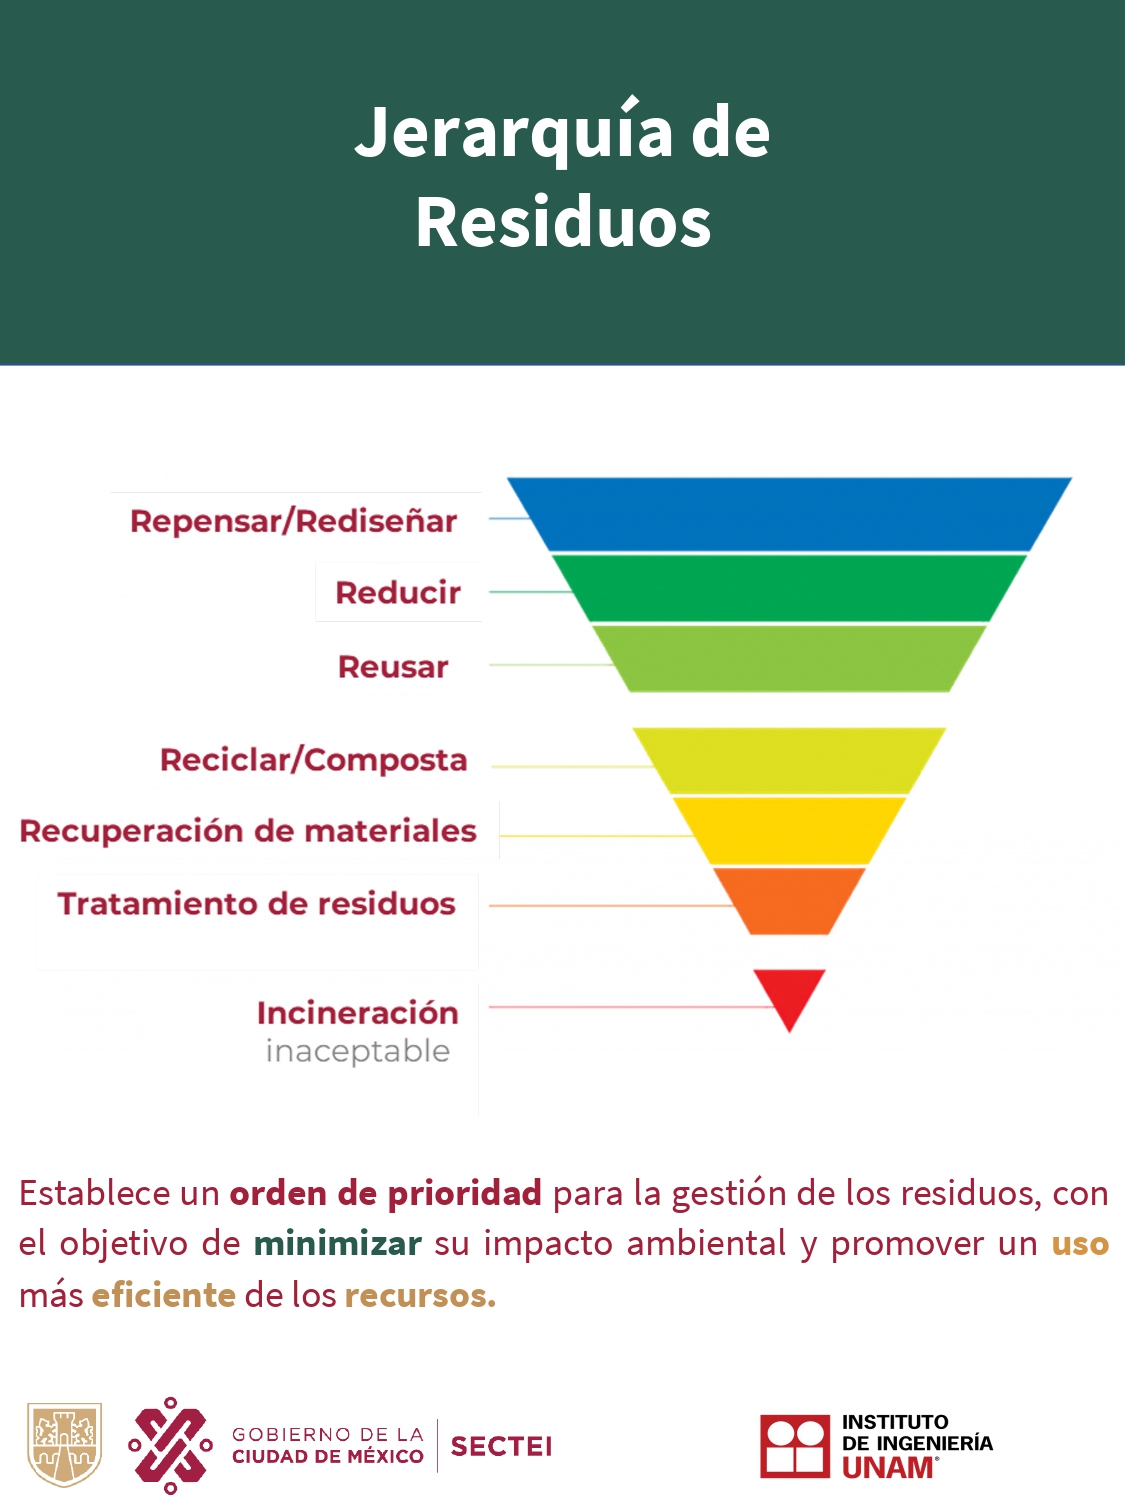 Jerarquía de
Residuos
Repensar/Rediseñar
Reducir
Reusar
Reciclar/Composta
Recuperación de materiales
Tratamiento de residuos
Incineración
inaceptable
Establece un orden de prioridad para la gestión de los residuos, con
el objetivo de minimizar su impacto ambiental y promover un uso
más eficiente de los recursos.
GOBIERNO DE LA
CIUDAD DE MÉXICO
SECTEI
INSTITUTO
DE INGENIERÍA
UNAM®